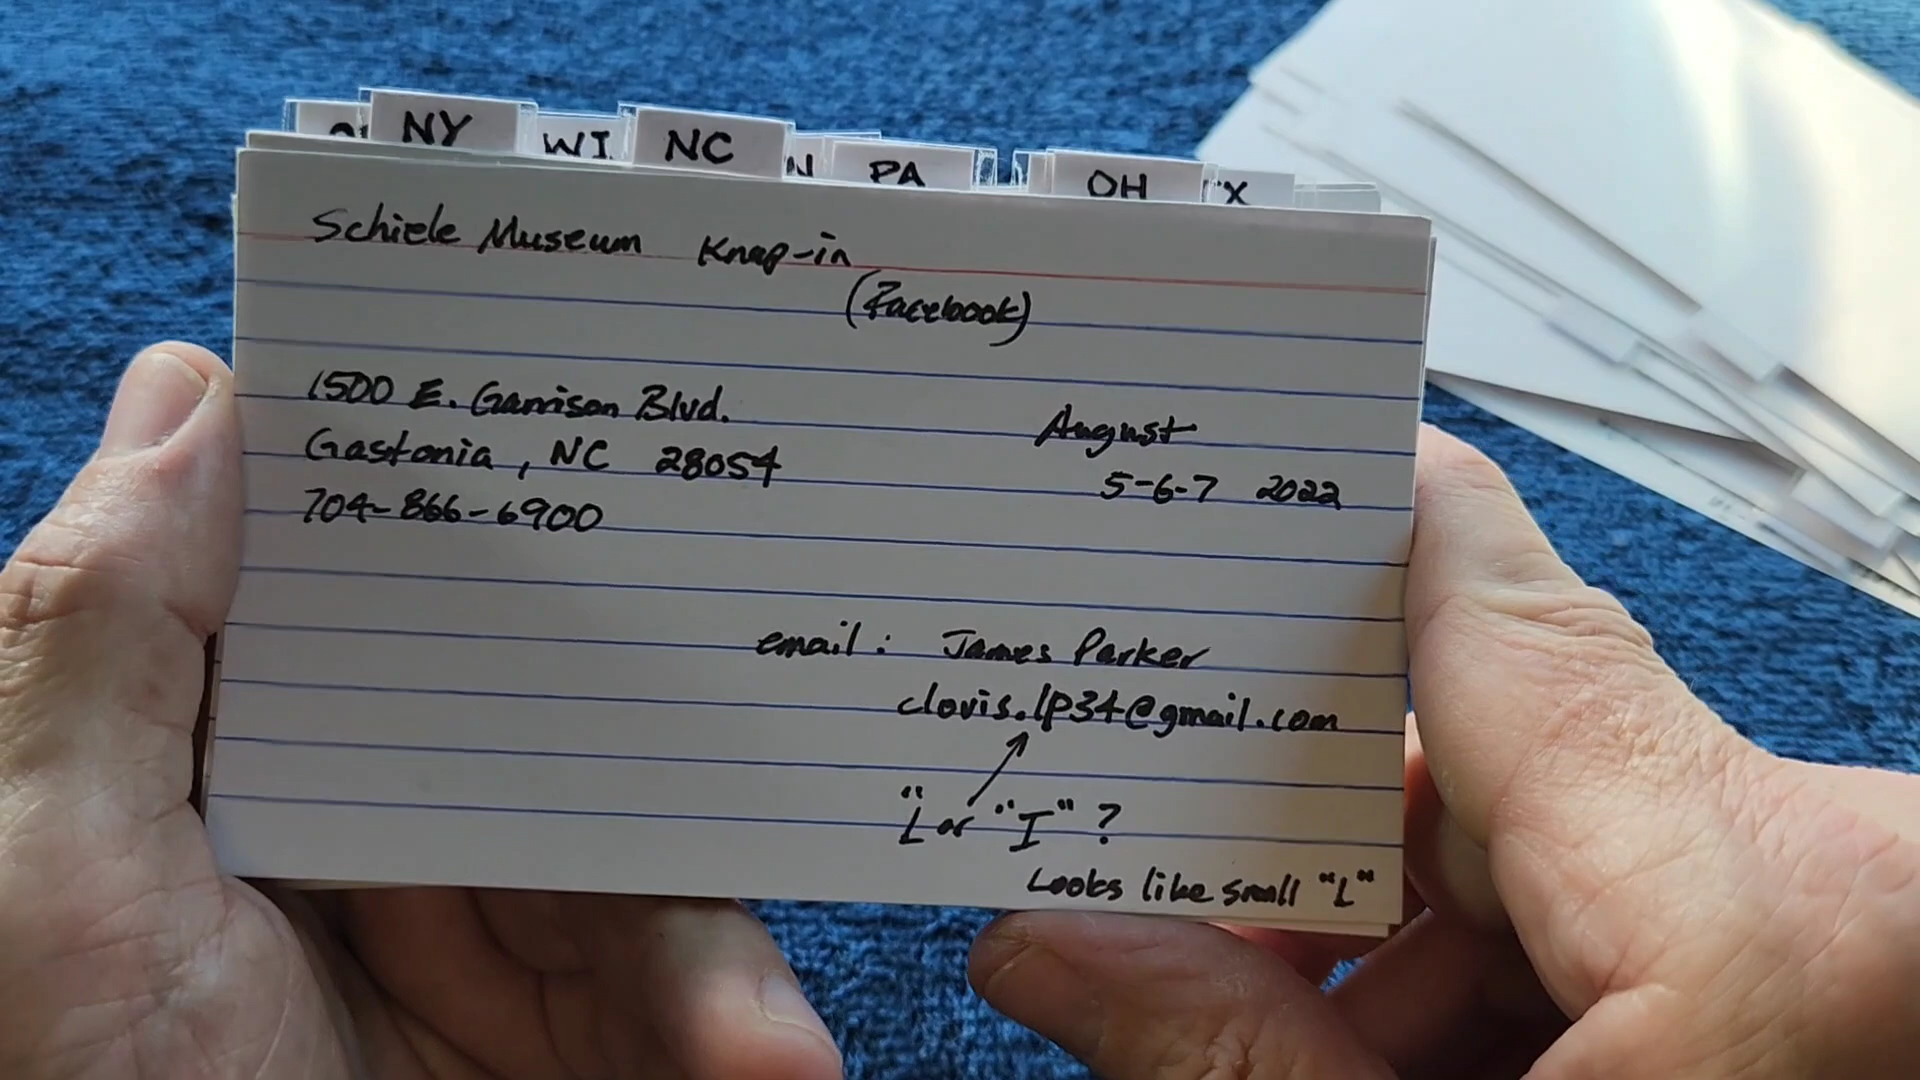 NY WI NC PA OH
Schiele Museum Knap-in
(Facebook)
1500 E. Garrison Blvd.
Gastonia, NC 28054
704-866-6900
August
5-6-7 2022
email: James Parker
clovis.lp34@gmail.com
"L or "I" ?
Looks like small "L"